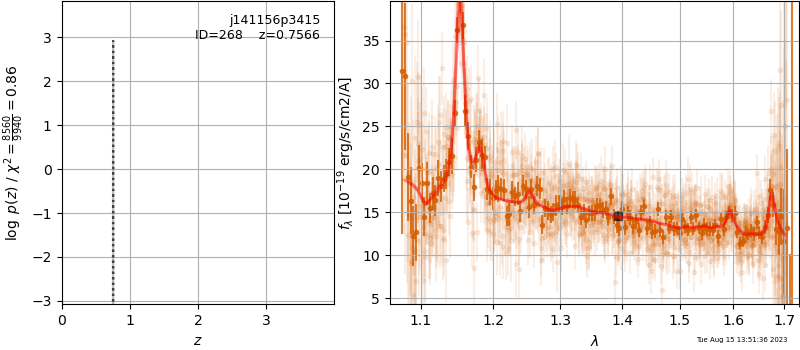 j141156p3415
ID=268 z=0.7566
log p(z) / χ² = 8560/9940 = 0.86
3
2
1
0
−1
−2
−3
0 1 2 3
z
fλ [10⁻¹⁹ erg/s/cm2/A]
35
30
25
20
15
10
5
1.1 1.2 1.3 1.4 1.5 1.6 1.7
λ
Tue Aug 15 13:51:36 2023